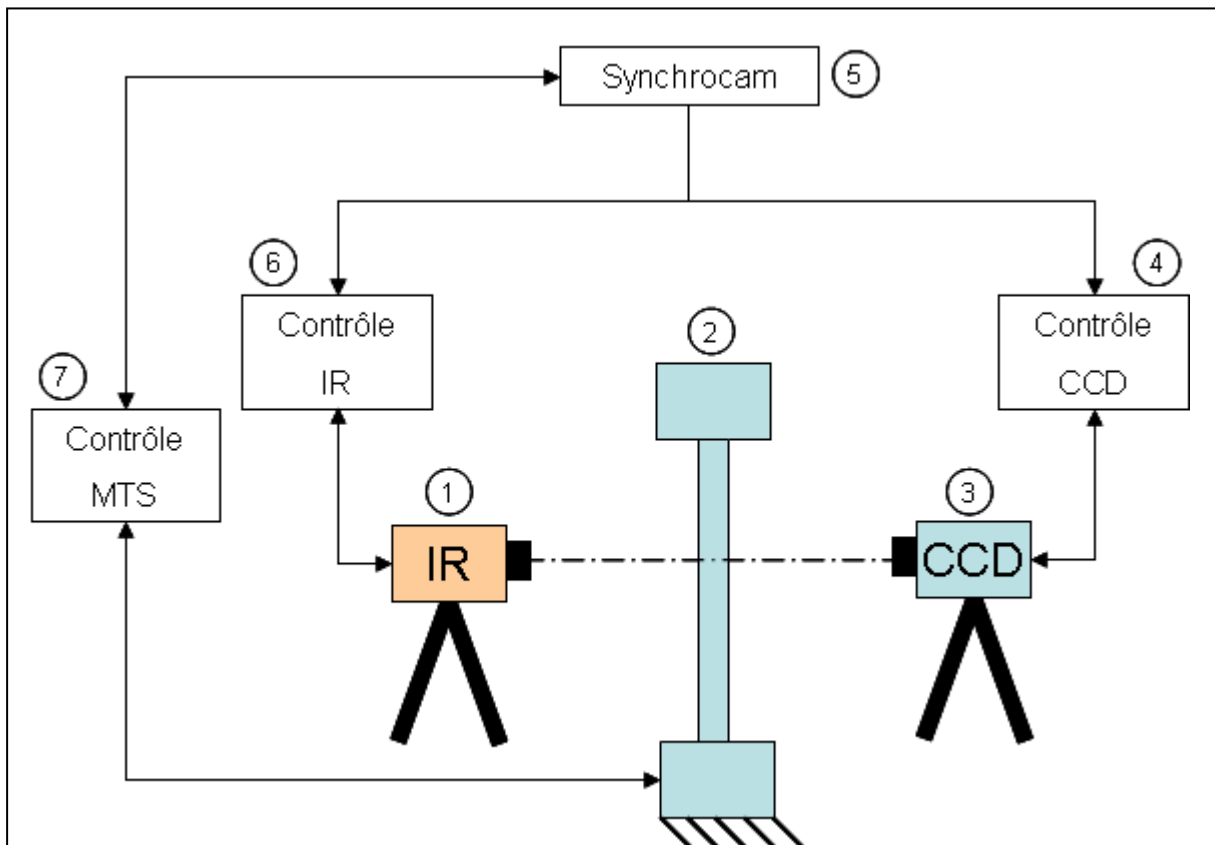 Synchrocam
5
6
Contrôle
IR
4
Contrôle
CCD
2
7
Contrôle
MTS
1
IR
3
CCD